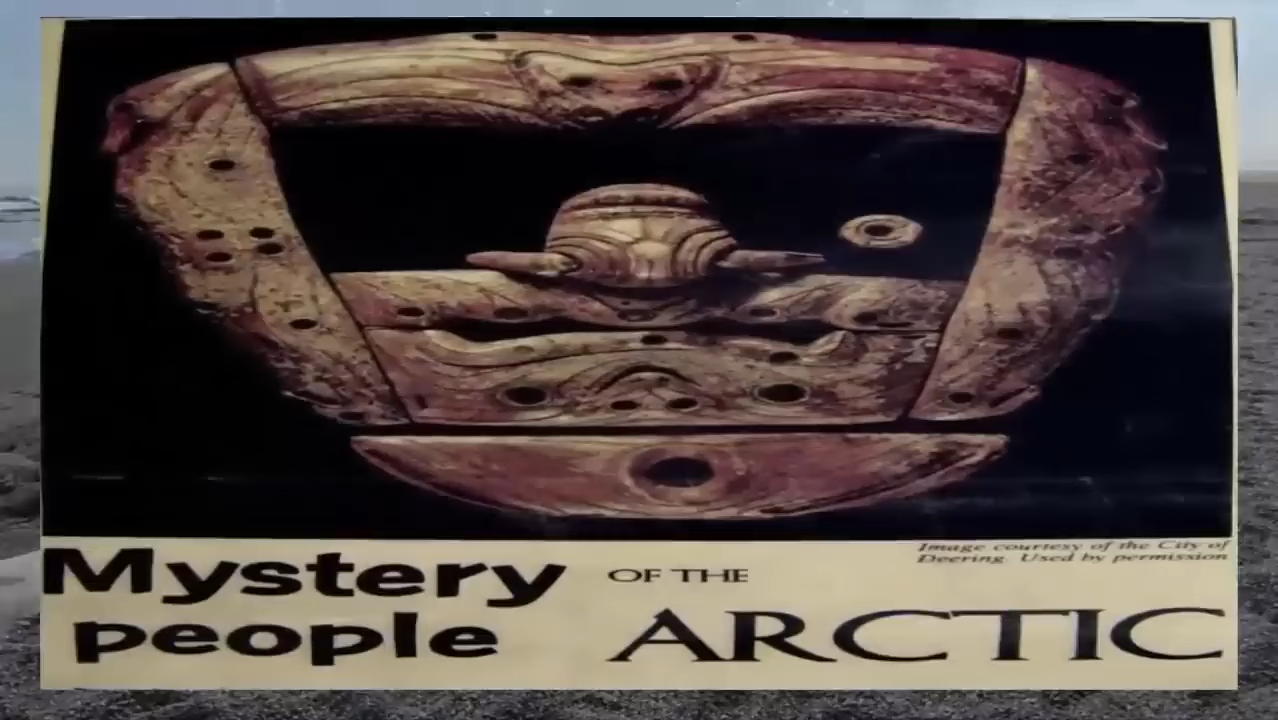 Image courtesy of the City of
Deering. Used by permission
Mystery OF THE
people ARCTIC